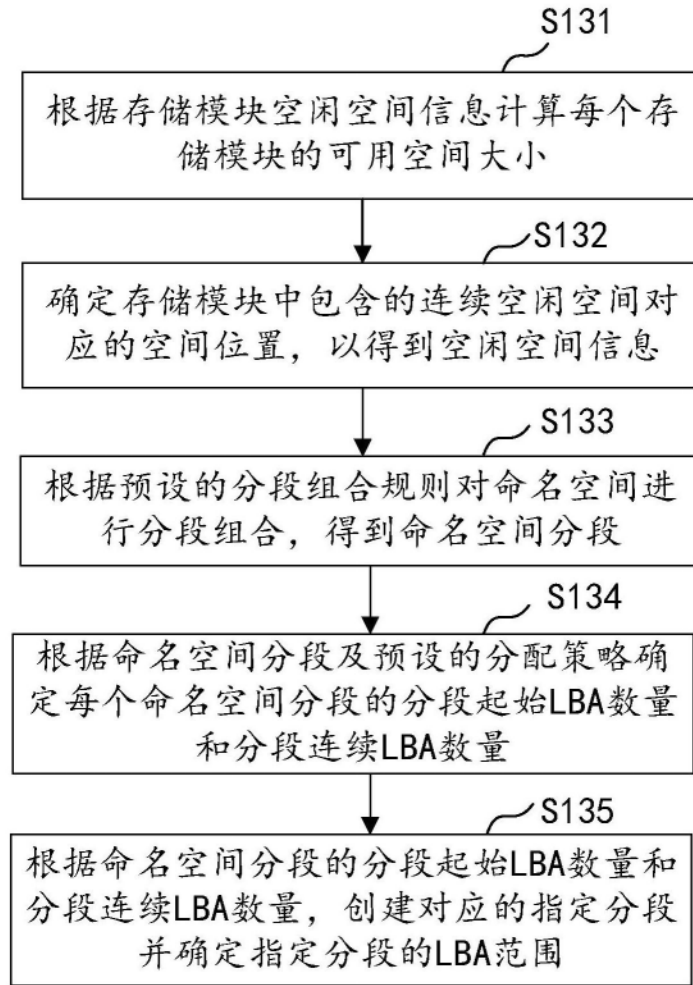 S131
根据存储模块空闲空间信息计算每个存
储模块的可用空间大小
S132
确定存储模块中包含的连续空闲空间对
应的空间位置，以得到空闲空间信息
S133
根据预设的分段组合规则对命名空间进
行分段组合，得到命名空间分段
S134
根据命名空间分段及预设的分配策略确
定每个命名空间分段的分段起始LBA数量
和分段连续LBA数量
S135
根据命名空间分段的分段起始LBA数量和
分段连续LBA数量，创建对应的指定分段
并确定指定分段的LBA范围